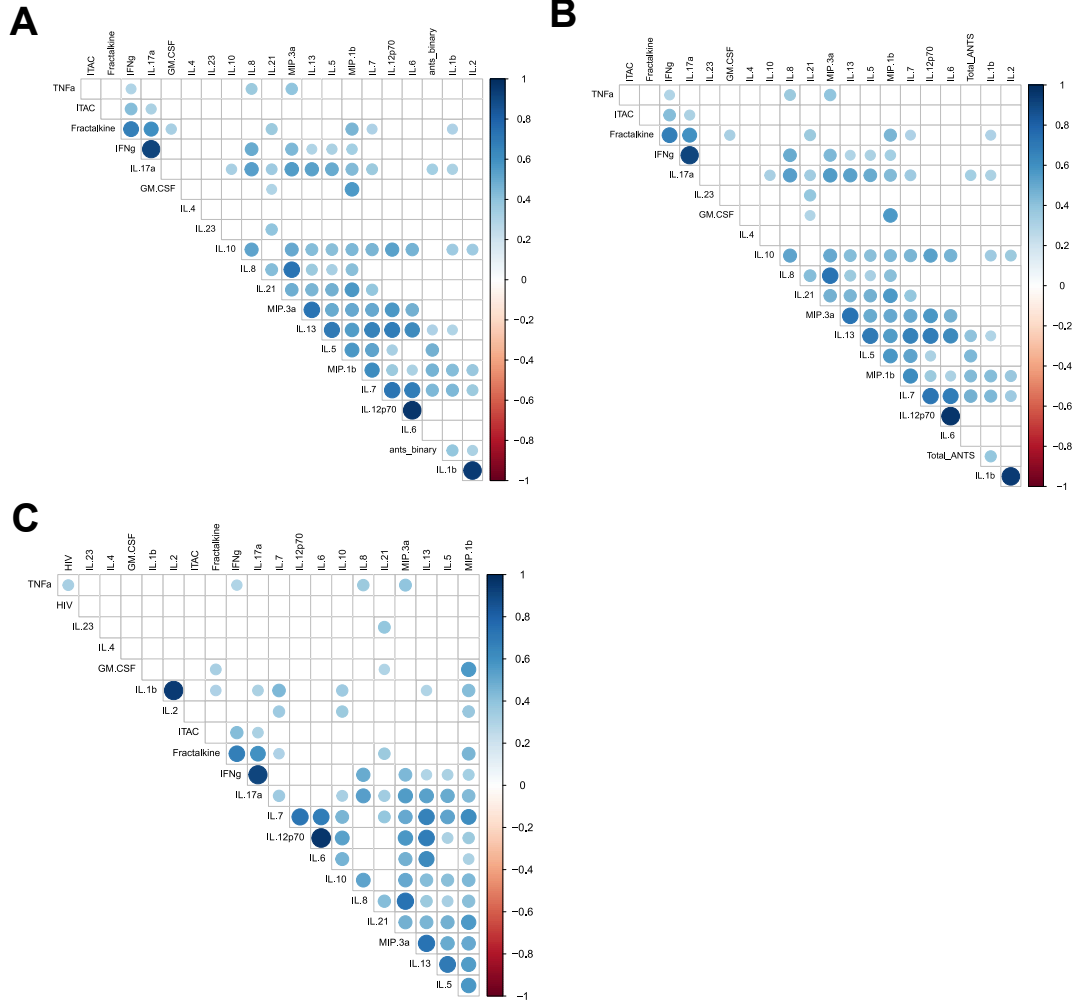 A
ITAC
Fractalkine
IFNg
IL.17a
GM.CSF
IL.4
IL.23
IL.10
IL.8
IL.21
MIP.3a
IL.13
IL.5
MIP.1b
IL.7
IL.12p70
IL.6
ants_binary
IL.1b
IL.2
TNFa
ITAC
Fractalkine
IFNg
IL.17a
GM.CSF
IL.4
IL.23
IL.10
IL.8
IL.21
MIP.3a
IL.13
IL.5
MIP.1b
IL.7
IL.12p70
IL.6
ants_binary
IL.1b
1
0.8
0.6
0.4
0.2
0
−0.2
−0.4
−0.6
−0.8
−1
B
ITAC
Fractalkine
IFNg
IL.17a
IL.23
GM.CSF
IL.4
IL.10
IL.8
IL.21
MIP.3a
IL.13
IL.5
MIP.1b
IL.7
IL.12p70
IL.6
Total_ANTS
IL.1b
IL.2
TNFa
ITAC
Fractalkine
IFNg
IL.17a
IL.23
GM.CSF
IL.4
IL.10
IL.8
IL.21
MIP.3a
IL.13
IL.5
MIP.1b
IL.7
IL.12p70
IL.6
Total_ANTS
IL.1b
1
0.8
0.6
0.4
0.2
0
−0.2
−0.4
−0.6
−0.8
−1
C
HIV
IL.23
IL.4
GM.CSF
IL.1b
IL.2
ITAC
Fractalkine
IFNg
IL.17a
IL.7
IL.12p70
IL.6
IL.10
IL.8
IL.21
MIP.3a
IL.13
IL.5
MIP.1b
TNFa
HIV
IL.23
IL.4
GM.CSF
IL.1b
IL.2
ITAC
Fractalkine
IFNg
IL.17a
IL.7
IL.12p70
IL.6
IL.10
IL.8
IL.21
MIP.3a
IL.13
IL.5
1
0.8
0.6
0.4
0.2
0
−0.2
−0.4
−0.6
−0.8
−1